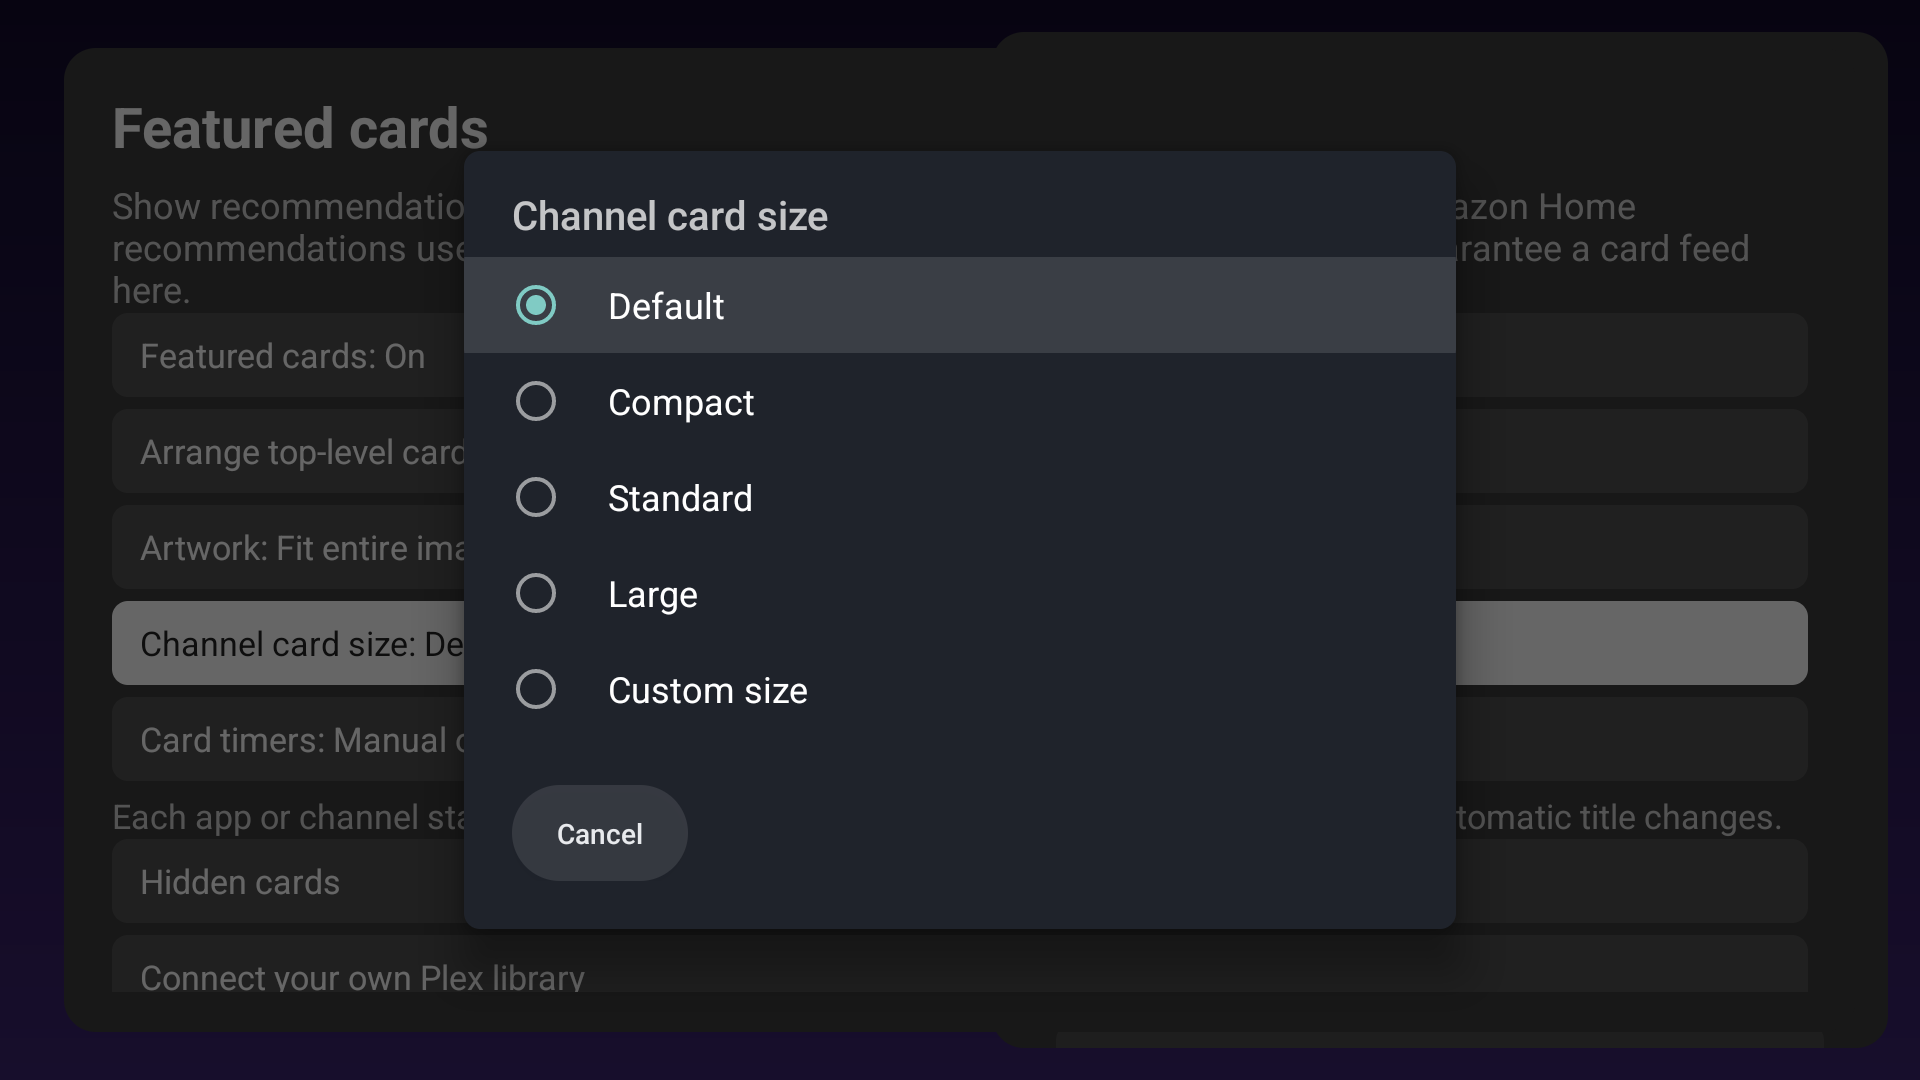 Featured cards
Show recommendatio
azon Home
recommendations use
rantee a card feed
here.
Channel card size
Default
Compact
Standard
Large
Custom size
Cancel
Featured cards: On
Arrange top-level card
Artwork: Fit entire ima
Channel card size: De
Card timers: Manual
Each app or channel sta
tomatic title changes.
Hidden cards
Connect your own Plex library